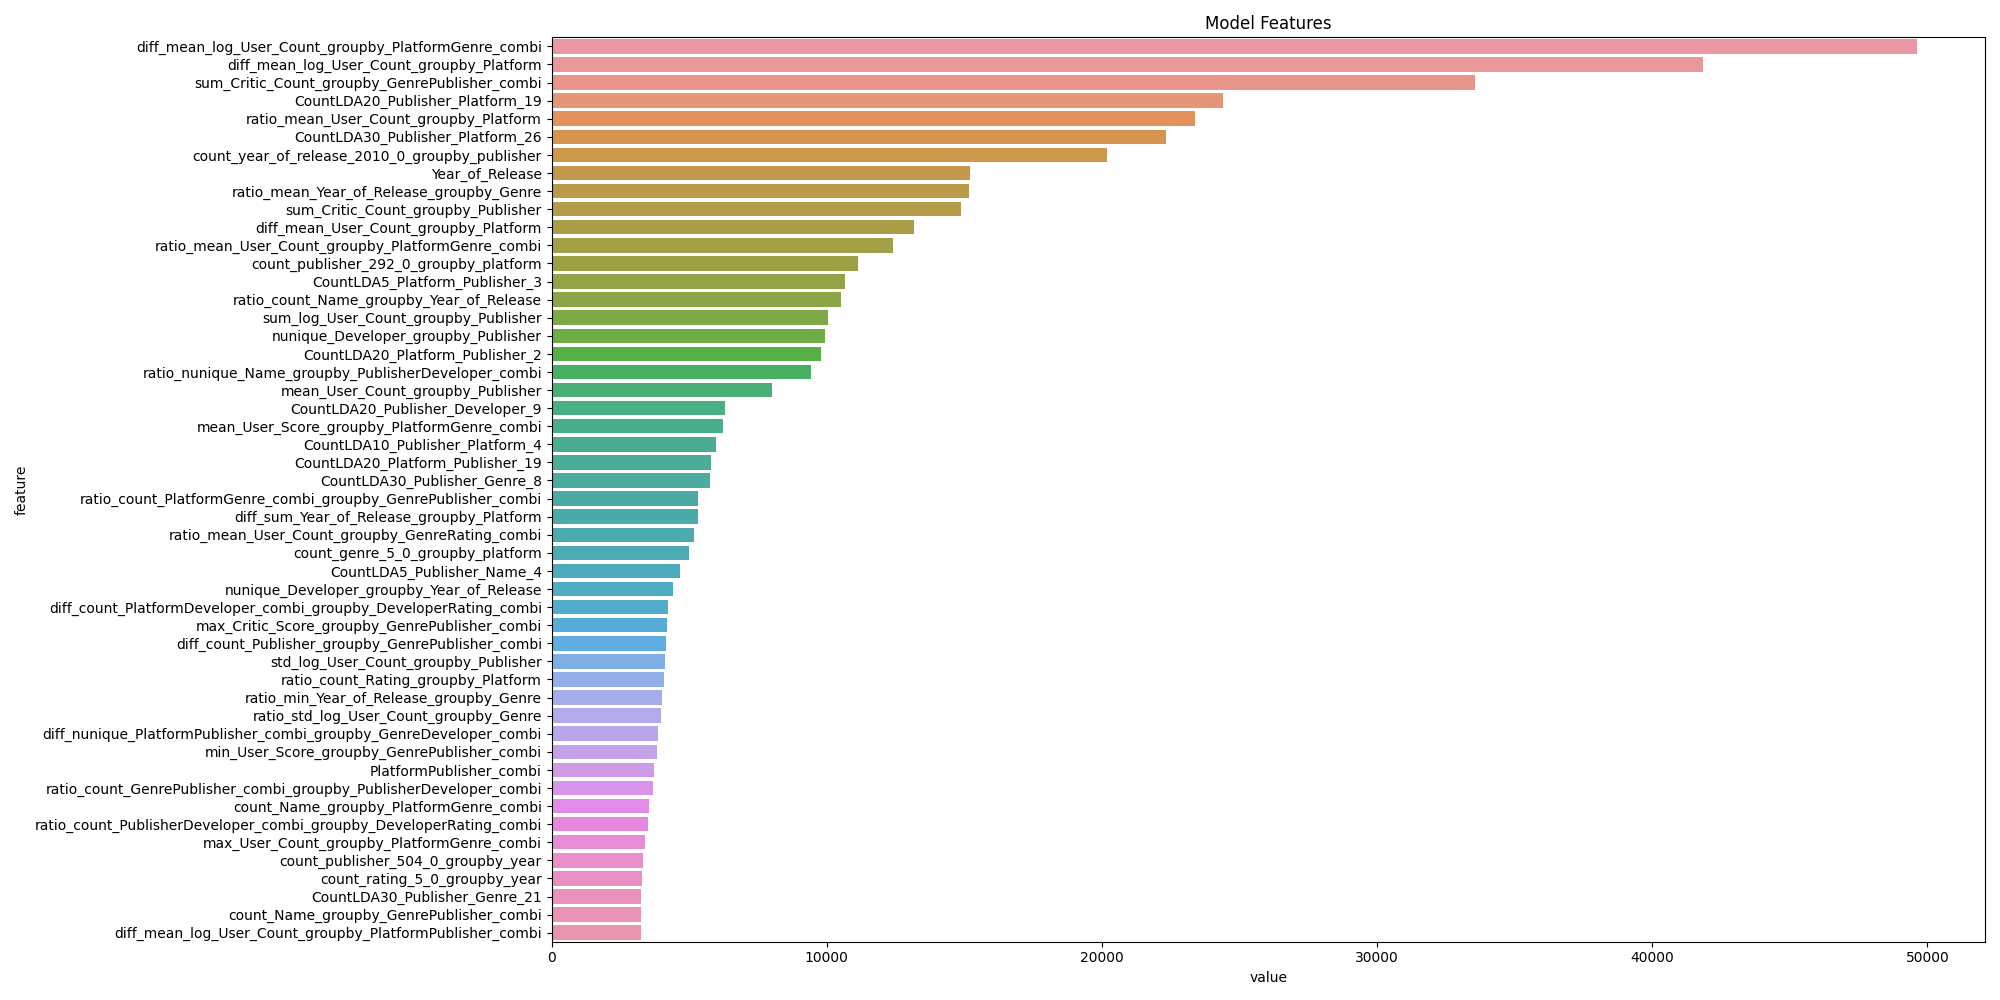 Model Features
diff_mean_log_User_Count_groupby_PlatformGenre_combi
diff_mean_log_User_Count_groupby_Platform
sum_Critic_Count_groupby_GenrePublisher_combi
CountLDA20_Publisher_Platform_19
ratio_mean_User_Count_groupby_Platform
CountLDA30_Publisher_Platform_26
count_year_of_release_2010_0_groupby_publisher
Year_of_Release
ratio_mean_Year_of_Release_groupby_Genre
sum_Critic_Count_groupby_Publisher
diff_mean_User_Count_groupby_Platform
ratio_mean_User_Count_groupby_PlatformGenre_combi
count_publisher_292_0_groupby_platform
CountLDA5_Platform_Publisher_3
ratio_count_Name_groupby_Year_of_Release
sum_log_User_Count_groupby_Publisher
nunique_Developer_groupby_Publisher
CountLDA20_Platform_Publisher_2
ratio_nunique_Name_groupby_PublisherDeveloper_combi
mean_User_Count_groupby_Publisher
CountLDA20_Publisher_Developer_9
mean_User_Score_groupby_PlatformGenre_combi
CountLDA10_Publisher_Platform_4
CountLDA20_Platform_Publisher_19
CountLDA30_Publisher_Genre_8
ratio_count_PlatformGenre_combi_groupby_GenrePublisher_combi
diff_sum_Year_of_Release_groupby_Platform
ratio_mean_User_Count_groupby_GenreRating_combi
count_genre_5_0_groupby_platform
CountLDA5_Publisher_Name_4
nunique_Developer_groupby_Year_of_Release
diff_count_PlatformDeveloper_combi_groupby_DeveloperRating_combi
max_Critic_Score_groupby_GenrePublisher_combi
diff_count_Publisher_groupby_GenrePublisher_combi
std_log_User_Count_groupby_Publisher
ratio_count_Rating_groupby_Platform
ratio_min_Year_of_Release_groupby_Genre
ratio_std_log_User_Count_groupby_Genre
diff_nunique_PlatformPublisher_combi_groupby_GenreDeveloper_combi
min_User_Score_groupby_GenrePublisher_combi
PlatformPublisher_combi
ratio_count_GenrePublisher_combi_groupby_PublisherDeveloper_combi
count_Name_groupby_PlatformGenre_combi
ratio_count_PublisherDeveloper_combi_groupby_DeveloperRating_combi
max_User_Count_groupby_PlatformGenre_combi
count_publisher_504_0_groupby_year
count_rating_5_0_groupby_year
CountLDA30_Publisher_Genre_21
count_Name_groupby_GenrePublisher_combi
diff_mean_log_User_Count_groupby_PlatformPublisher_combi
feature
0 10000 20000 30000 40000 50000
value